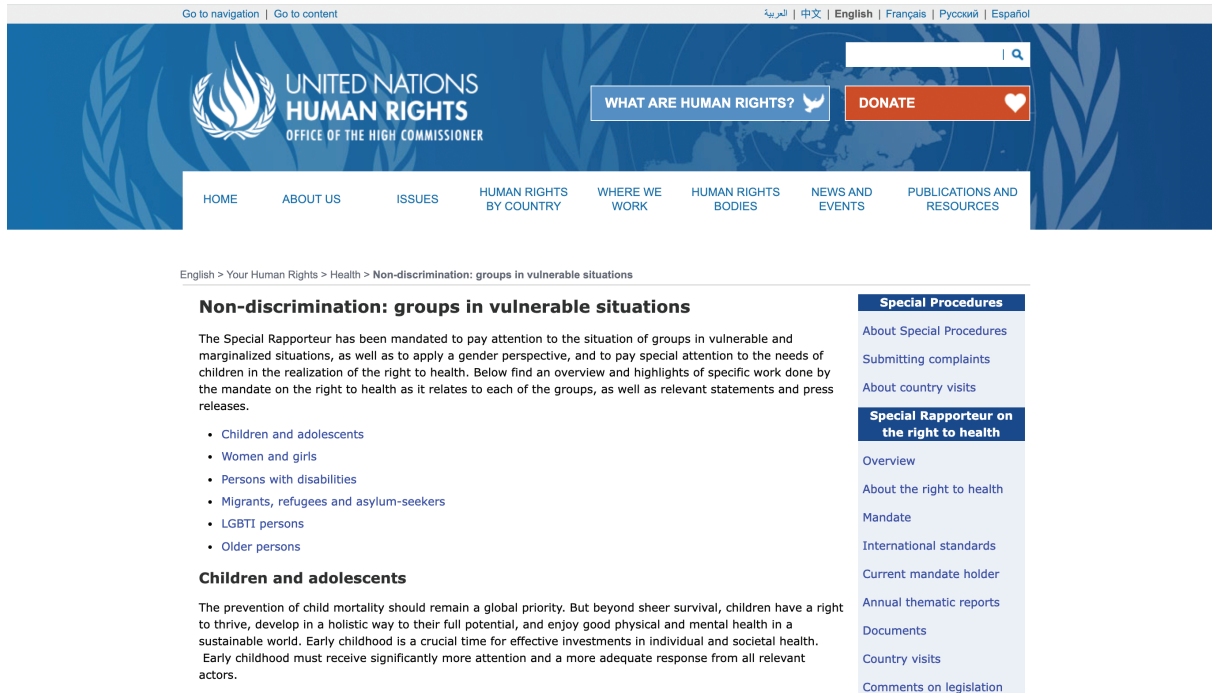 Go to navigation | Go to content
العربية | 中文 | English | Français | Русский | Español
UNITED NATIONS
HUMAN RIGHTS
OFFICE OF THE HIGH COMMISSIONER
WHAT ARE HUMAN RIGHTS?
DONATE
HOME
ABOUT US
ISSUES
HUMAN RIGHTS
BY COUNTRY
WHERE WE
WORK
HUMAN RIGHTS
BODIES
NEWS AND
EVENTS
PUBLICATIONS AND
RESOURCES
English > Your Human Rights > Health > Non-discrimination: groups in vulnerable situations
Non-discrimination: groups in vulnerable situations
The Special Rapporteur has been mandated to pay attention to the situation of groups in vulnerable and
marginalized situations, as well as to apply a gender perspective, and to pay special attention to the needs of
children in the realization of the right to health. Below find an overview and highlights of specific work done by
the mandate on the right to health as it relates to each of the groups, as well as relevant statements and press
releases.
• Children and adolescents
• Women and girls
• Persons with disabilities
• Migrants, refugees and asylum-seekers
• LGBTI persons
• Older persons
Children and adolescents
The prevention of child mortality should remain a global priority. But beyond sheer survival, children have a right
to thrive, develop in a holistic way to their full potential, and enjoy good physical and mental health in a
sustainable world. Early childhood is a crucial time for effective investments in individual and societal health.
Early childhood must receive significantly more attention and a more adequate response from all relevant
actors.
Special Procedures
About Special Procedures
Submitting complaints
About country visits
Special Rapporteur on
the right to health
Overview
About the right to health
Mandate
International standards
Current mandate holder
Annual thematic reports
Documents
Country visits
Comments on legislation